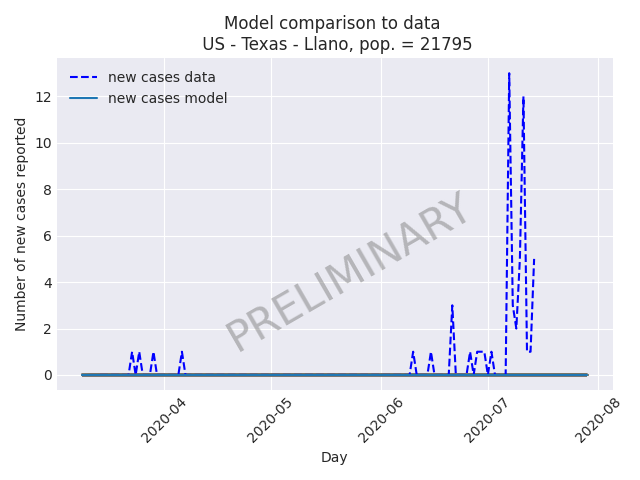 Model comparison to data
US - Texas - Llano, pop. = 21795
new cases data
new cases model
Number of new cases reported
12
10
8
6
4
2
0
PRELIMINARY
2020-04
2020-05
2020-06
2020-07
2020-08
Day